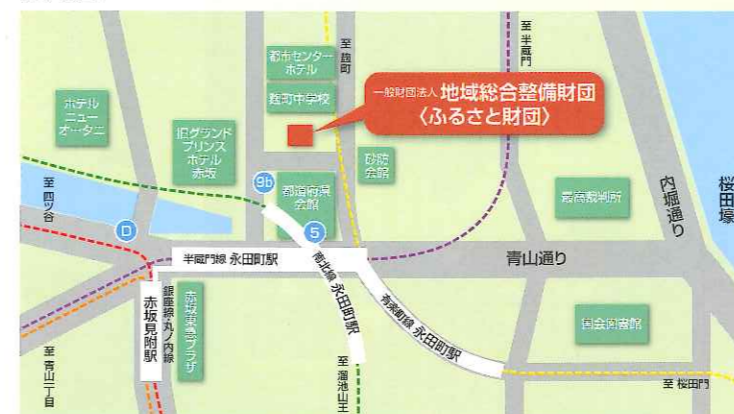 都市センター
ホテル
至 麹町
至 半蔵門
麹町中学校
一般財団法人 地域総合整備財団
〈ふるさと財団〉
ホテル
ニュー
オータニ
旧グランド
プリンス
ホテル
赤坂
砂防
会館
至 四ツ谷
9b
都道府県
会館
最高裁判所
内堀通り
桜田壕
D
5
半蔵門線 永田町駅
青山通り
南北線 永田町駅
有楽町線 永田町駅
赤坂見附駅
銀座線・丸ノ内線
赤坂東急プラザ
国会図書館
至 青山一丁目
至 溜池山王
至 桜田門